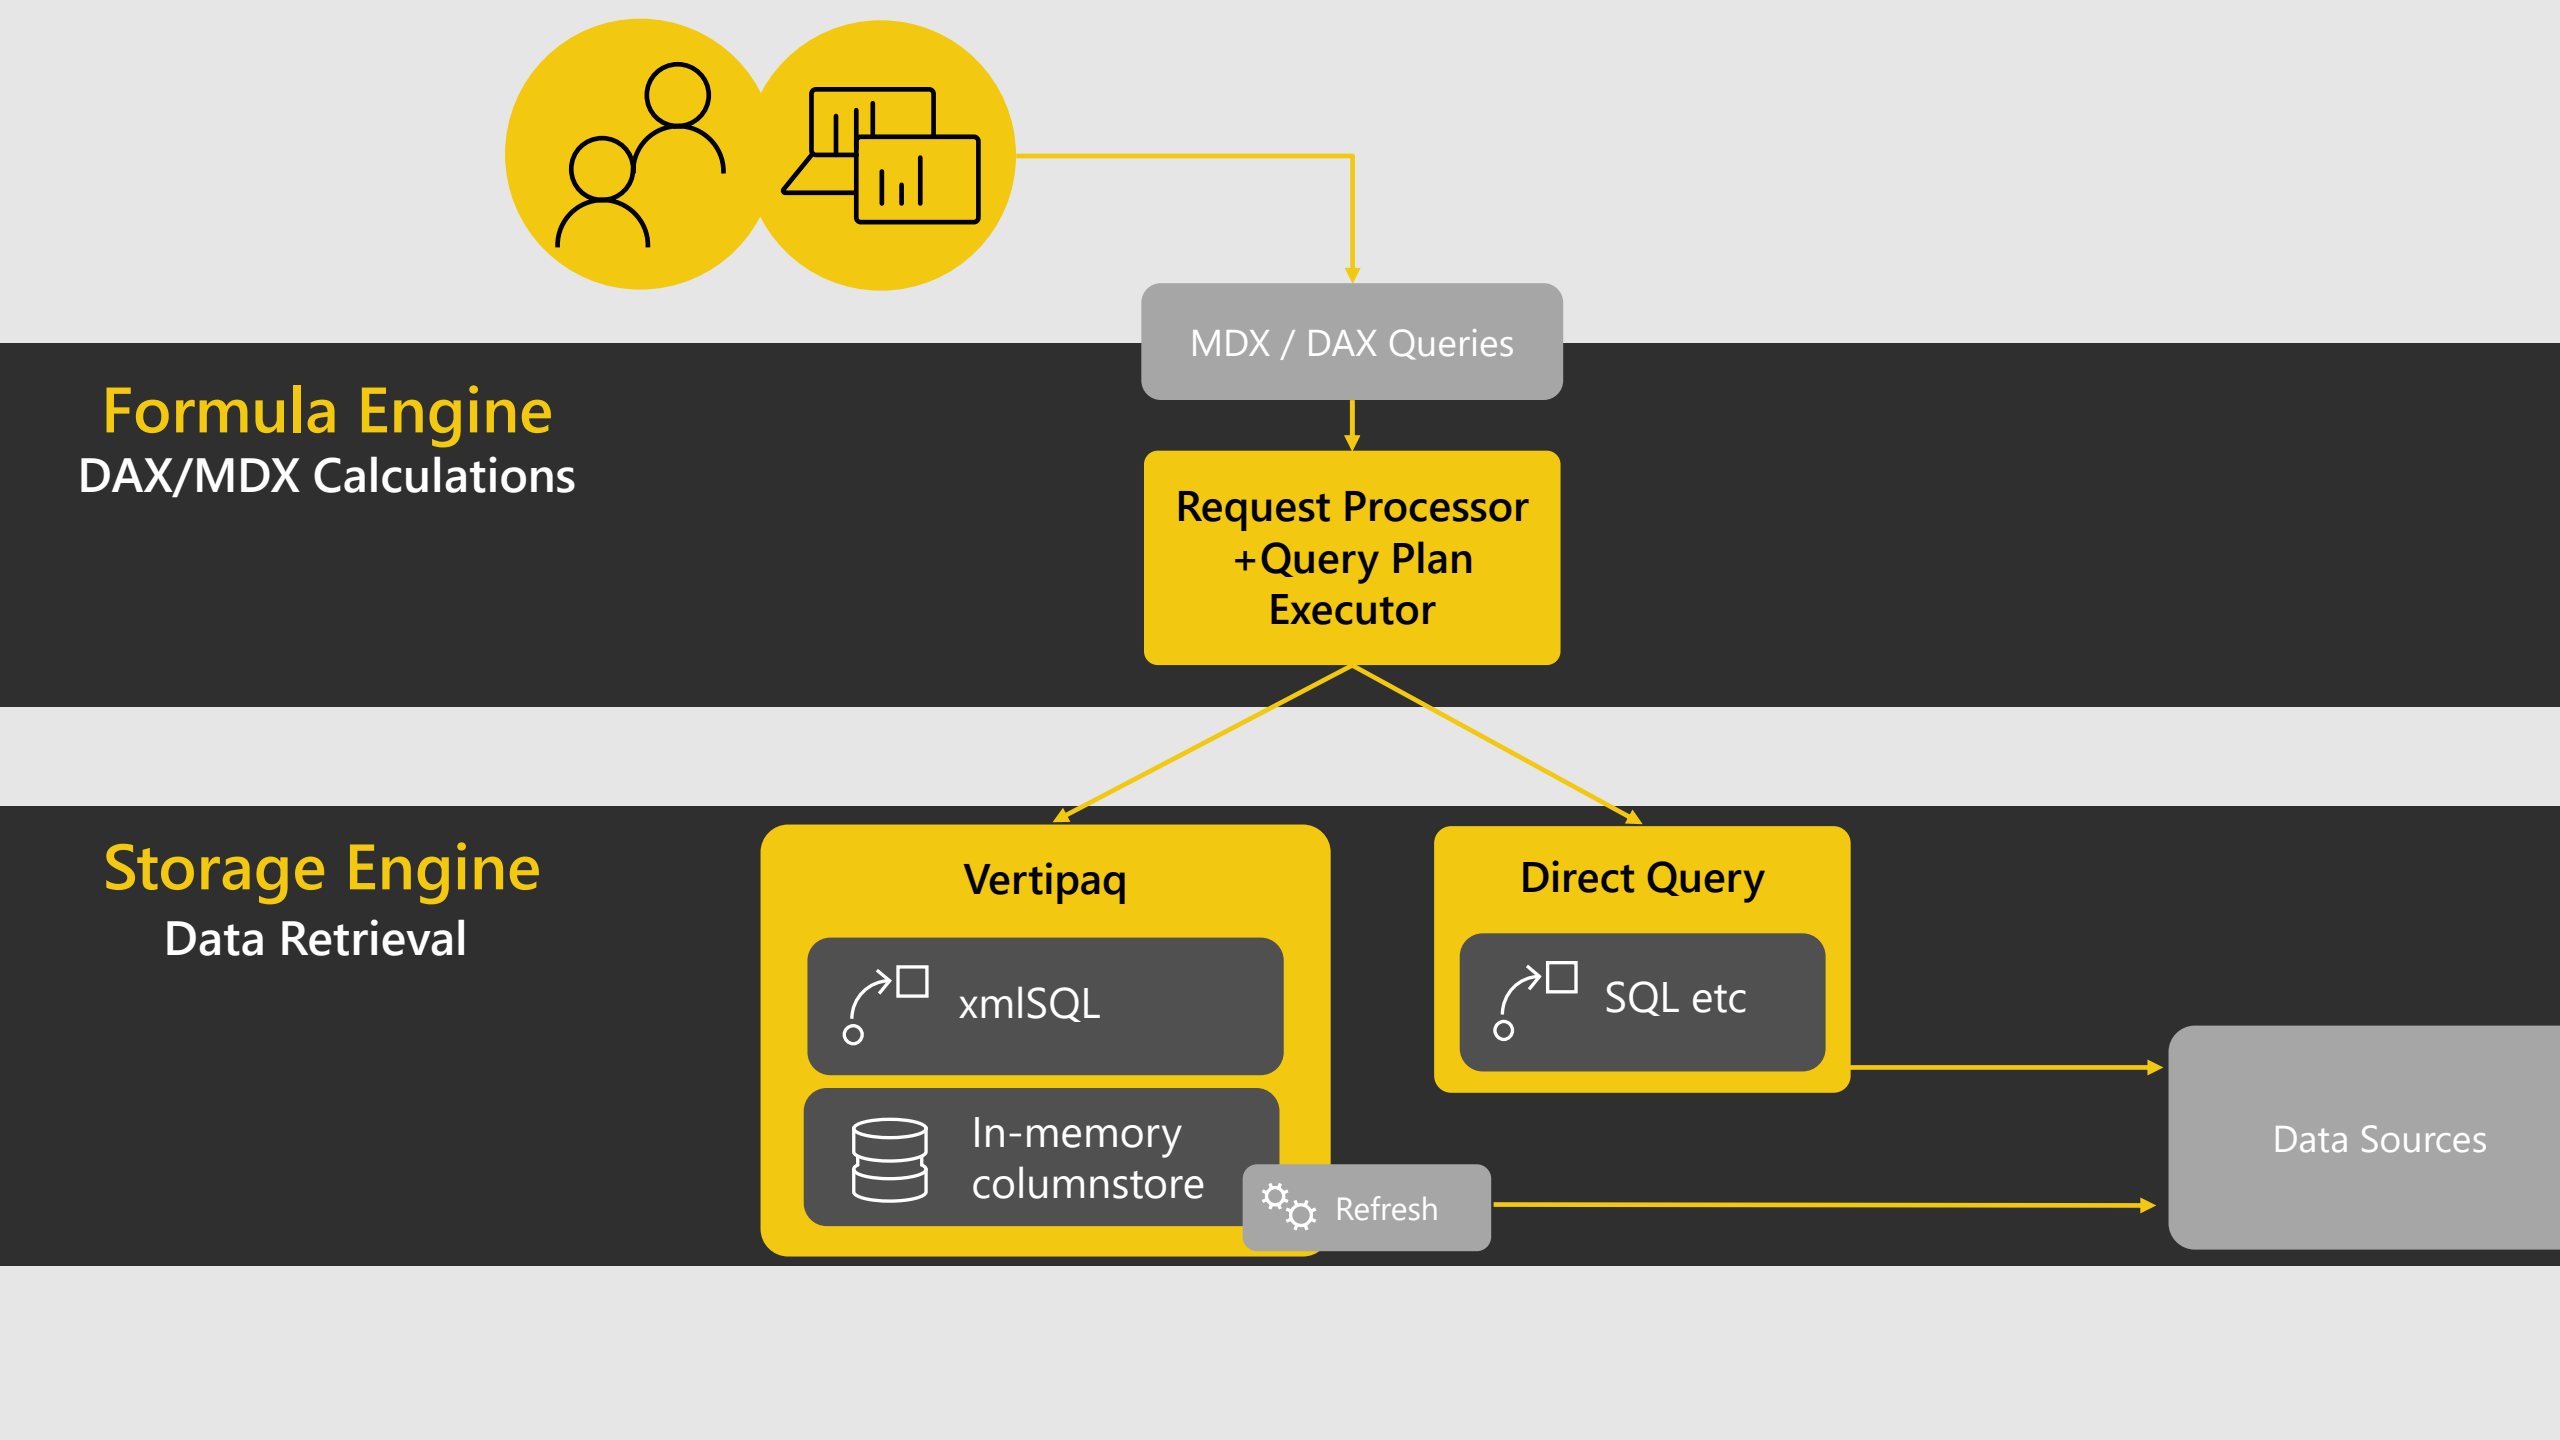 MDX / DAX Queries
Formula Engine
DAX/MDX Calculations
Request Processor
+Query Plan
Executor
Storage Engine
Data Retrieval
Vertipaq
xmlSQL
In-memory
columnstore
Refresh
Direct Query
SQL etc
Data Sources